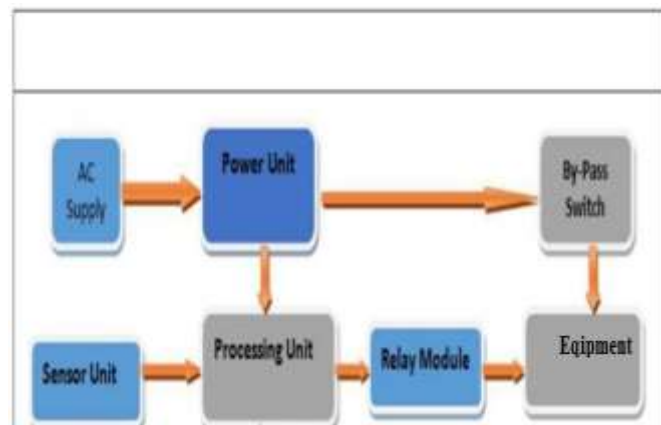 AC
Supply
Power Unit
By-Pass
Switch
Sensor Unit
Processing Unit
Relay Module
Eqipment